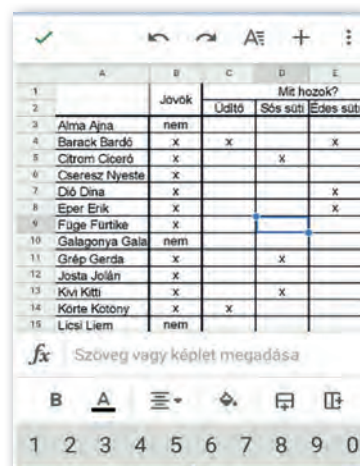 A B C D E
1 Jövök Mit hozok?
2 Üdítő Sós süti Édes süti
3 Alma Ajna nem
4 Barack Bardó x x x
5 Citrom Ciceró x x
6 Cseresz Nyeste x
7 Dió Dina x x
8 Eper Erik x x
9 Füge Fürtike x
10 Galagonya Gala nem
11 Grép Gerda x x
12 Josta Jolán x
13 Kivi Kitti x x
14 Körte Kötöny x x
15 Licsi Liem nem
fx Szöveg vagy képlet megadása
B A
1 2 3 4 5 6 7 8 9 0